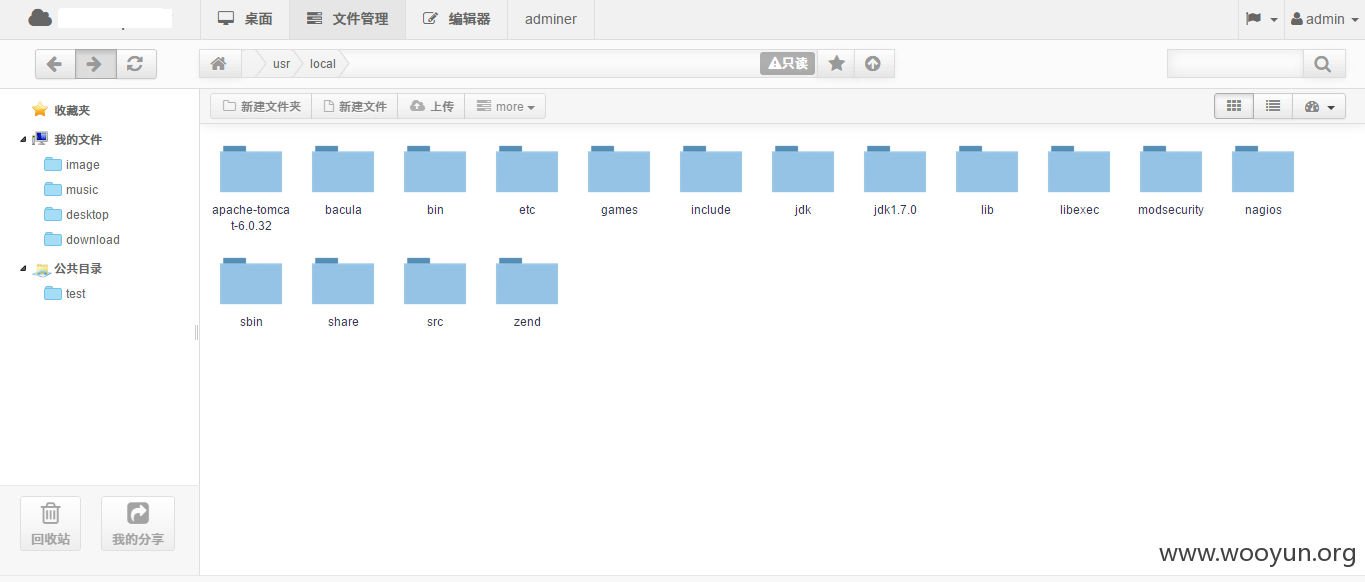 桌面 文件管理 编辑器 adminer admin
usr local 只读
收藏夹
我的文件
image
music
desktop
download
公共目录
test
新建文件夹 新建文件 上传 more
apache-tomca
t-6.0.32
bacula
bin
etc
games
include
jdk
jdk1.7.0
lib
libexec
modsecurity
nagios
sbin
share
src
zend
回收站 我的分享
www.wooyun.org